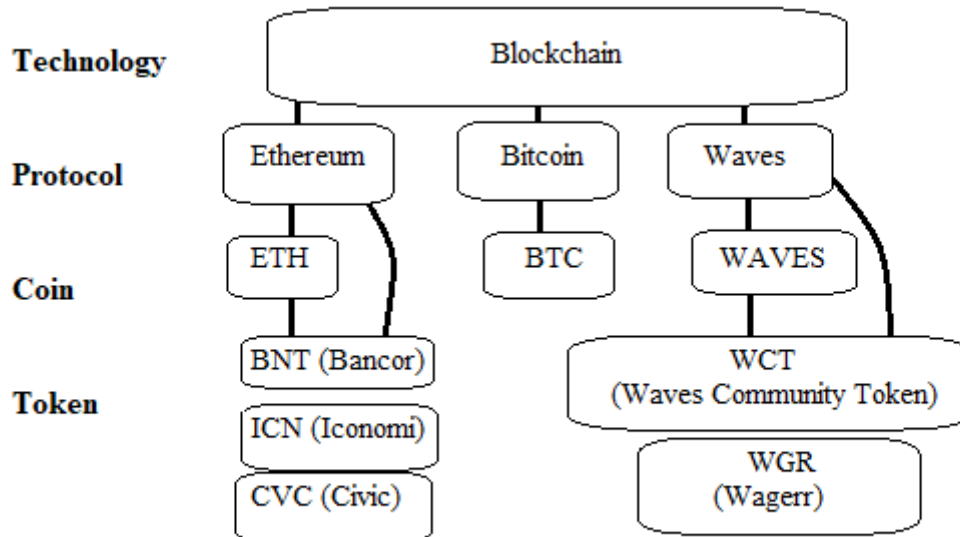 Technology
Blockchain
Protocol
Ethereum
Bitcoin
Waves
Coin
ETH
BTC
WAVES
Token
BNT (Bancor)
ICN (Iconomi)
CVC (Civic)
WCT
(Waves Community Token)
WGR
(Wagerr)